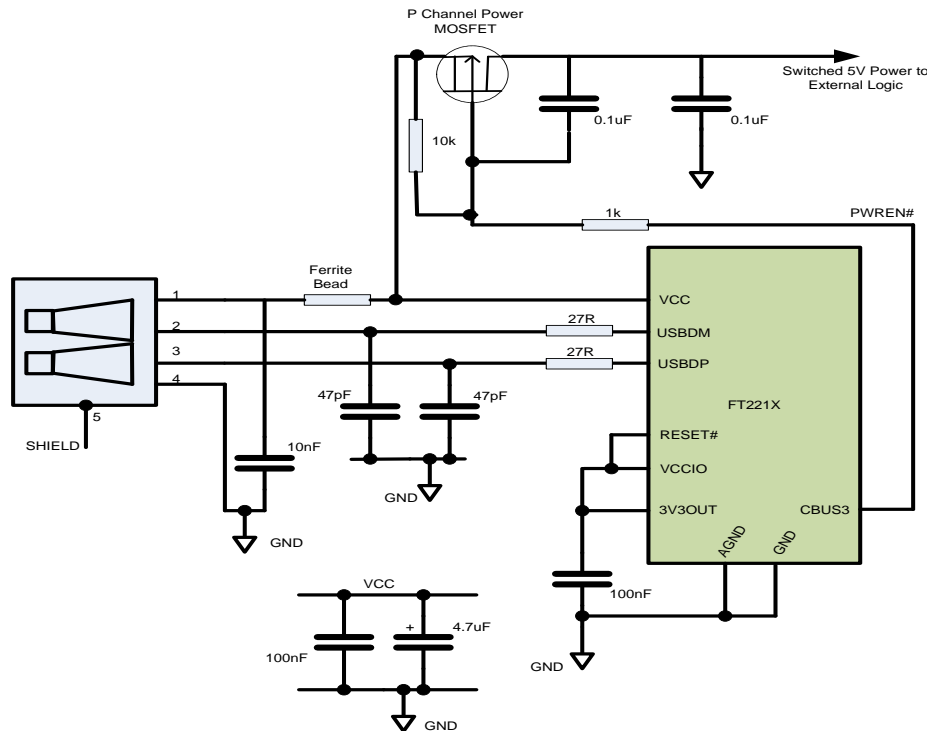 P Channel Power
MOSFET
Switched 5V Power to
External Logic
0.1uF
0.1uF
10k
1k
PWREN#
Ferrite
Bead
1
VCC
27R
2
USBDM
27R
3
USBDP
4
47pF
47pF
FT221X
5
SHIELD
RESET#
10nF
VCCIO
GND
3V3OUT
CBUS3
GND
AGND
GND
VCC
100nF
4.7uF
+
100nF
GND
GND